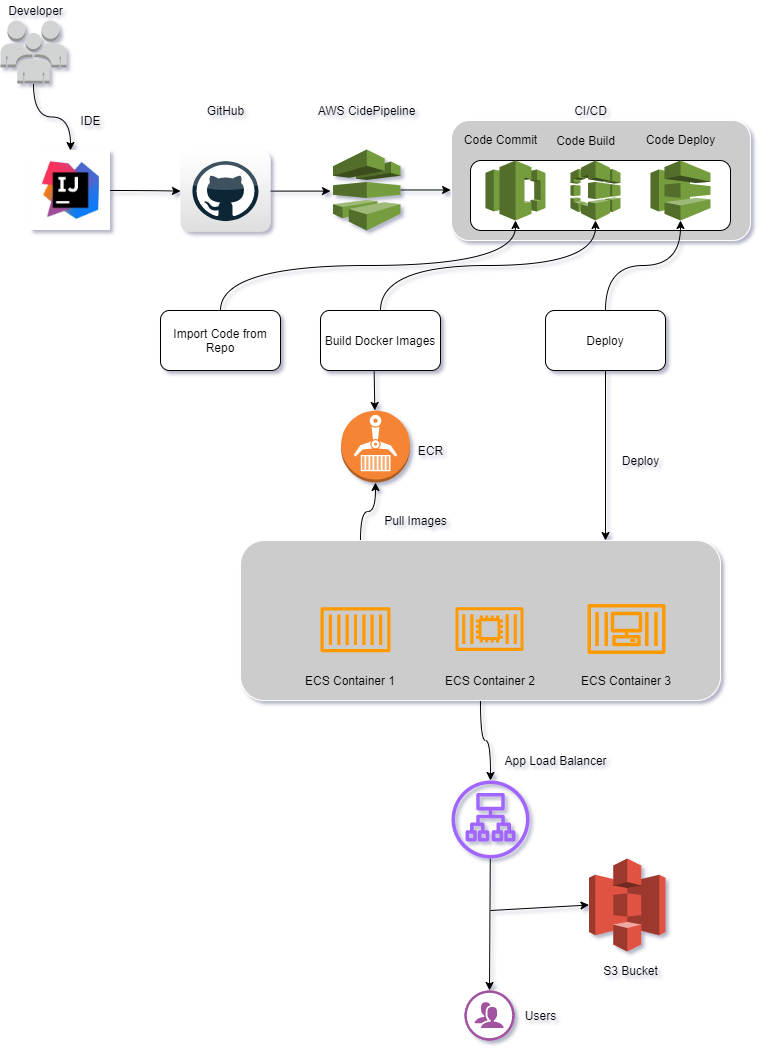 Developer
IDE
GitHub
AWS CidePipeline
CI/CD
Code Commit
Code Build
Code Deploy
IJ
Import Code from
Repo
Build Docker Images
Deploy
ECR
Deploy
Pull Images
ECS Container 1
ECS Container 2
ECS Container 3
App Load Balancer
S3 Bucket
Users